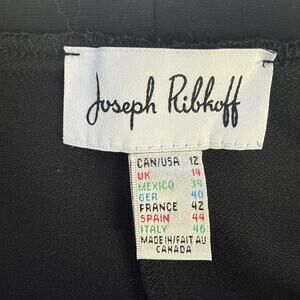 Joseph Ribkoff
CAN/USA 12
UK 14
MEXICO 34
GER 40
FRANCE 42
SPAIN 44
ITALY 46
MADE IN/FAIT AU
CANADA